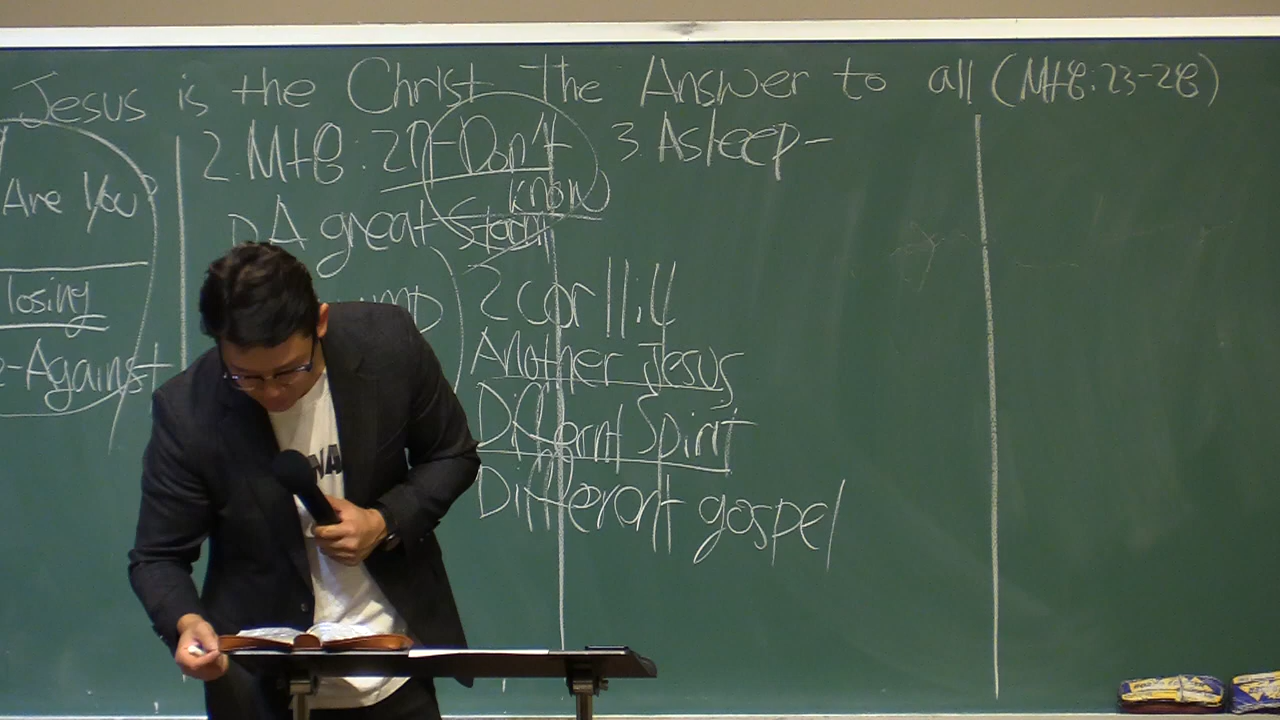 Jesus is the Christ The Answer to all (Mt8:23-28)
Are You
losing
-Against
2. Mt8:27-Don't
know
1) A great Storm
2 Cor 11:4
Another Jesus
Differnt Spirit
Different gospel
3. Asleep-